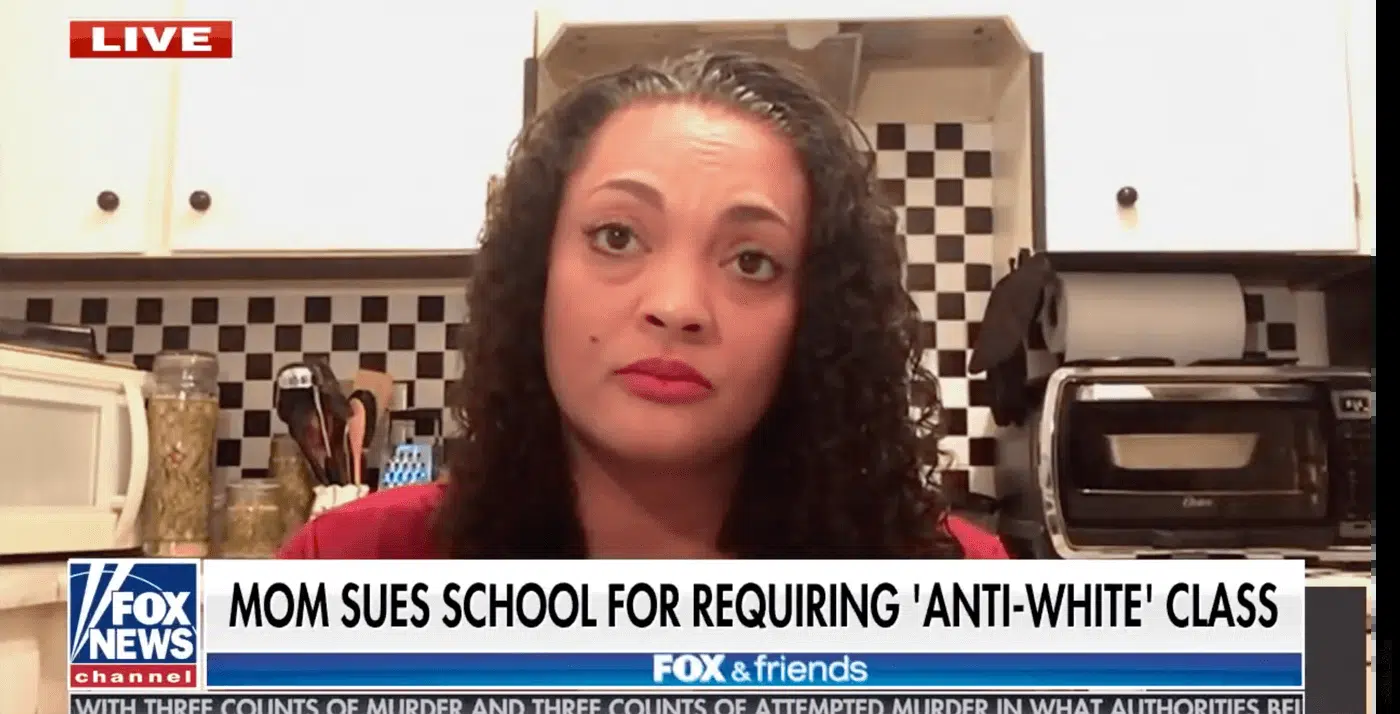 LIVE
MOM SUES SCHOOL FOR REQUIRING 'ANTI-WHITE' CLASS
FOX
NEWS
channel
FOX & friends
WITH THREE COUNTS OF MURDER AND THREE COUNTS OF ATTEMPTED MURDER IN WHAT AUTHORITIES